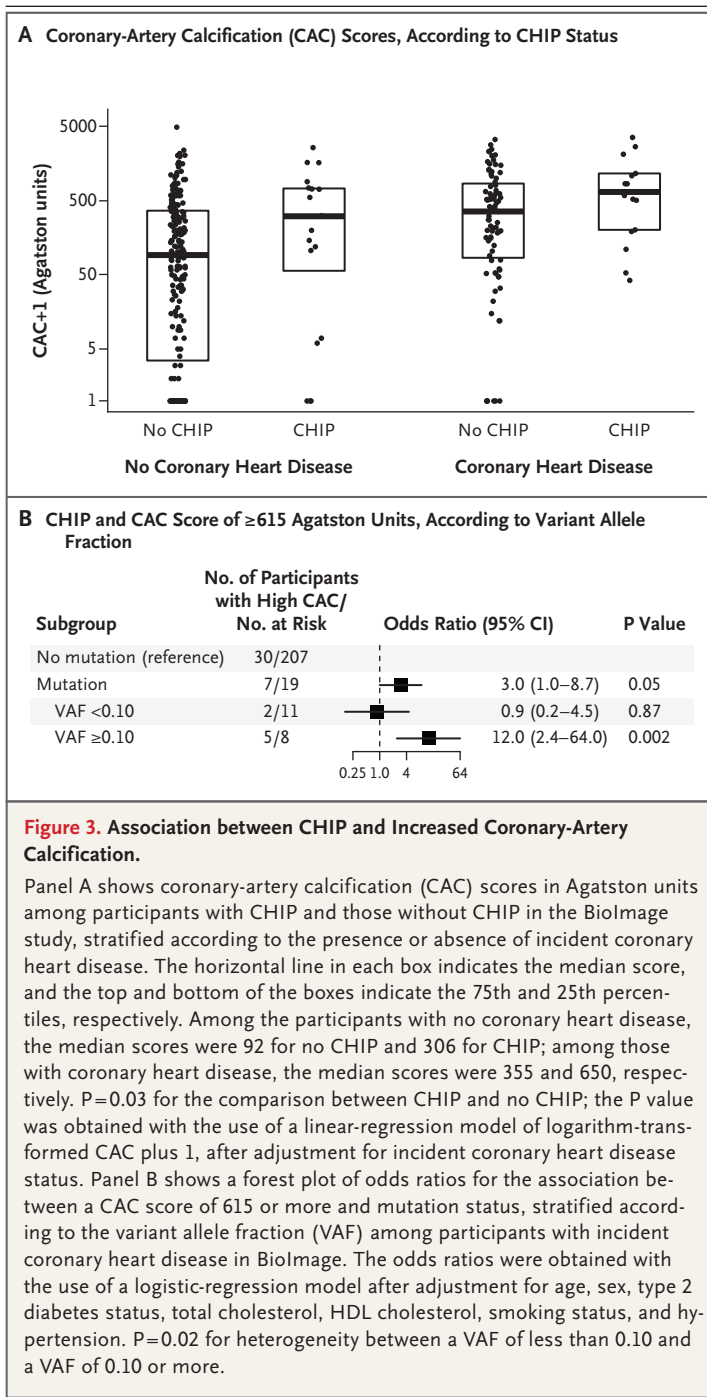 A Coronary-Artery Calcification (CAC) Scores, According to CHIP Status
5000
500
50
5
1
CAC+1 (Agatston units)
No CHIP
CHIP
No CHIP
CHIP
No Coronary Heart Disease
Coronary Heart Disease
B CHIP and CAC Score of ≥615 Agatston Units, According to Variant Allele
Fraction
No. of Participants
with High CAC/
Subgroup No. at Risk Odds Ratio (95% CI) P Value
No mutation (reference) 30/207
Mutation 7/19 3.0 (1.0–8.7) 0.05
VAF <0.10 2/11 0.9 (0.2–4.5) 0.87
VAF ≥0.10 5/8 12.0 (2.4–64.0) 0.002
0.25 1.0 4 64
Figure 3. Association between CHIP and Increased Coronary-Artery
Calcification.
Panel A shows coronary-artery calcification (CAC) scores in Agatston units
among participants with CHIP and those without CHIP in the BioImage
study, stratified according to the presence or absence of incident coronary
heart disease. The horizontal line in each box indicates the median score,
and the top and bottom of the boxes indicate the 75th and 25th percen-
tiles, respectively. Among the participants with no coronary heart disease,
the median scores were 92 for no CHIP and 306 for CHIP; among those
with coronary heart disease, the median scores were 355 and 650, respec-
tively. P=0.03 for the comparison between CHIP and no CHIP; the P value
was obtained with the use of a linear-regression model of logarithm-trans-
formed CAC plus 1, after adjustment for incident coronary heart disease
status. Panel B shows a forest plot of odds ratios for the association be-
tween a CAC score of 615 or more and mutation status, stratified accord-
ing to the variant allele fraction (VAF) among participants with incident
coronary heart disease in BioImage. The odds ratios were obtained with
the use of a logistic-regression model after adjustment for age, sex, type 2
diabetes status, total cholesterol, HDL cholesterol, smoking status, and hy-
pertension. P=0.02 for heterogeneity between a VAF of less than 0.10 and
a VAF of 0.10 or more.